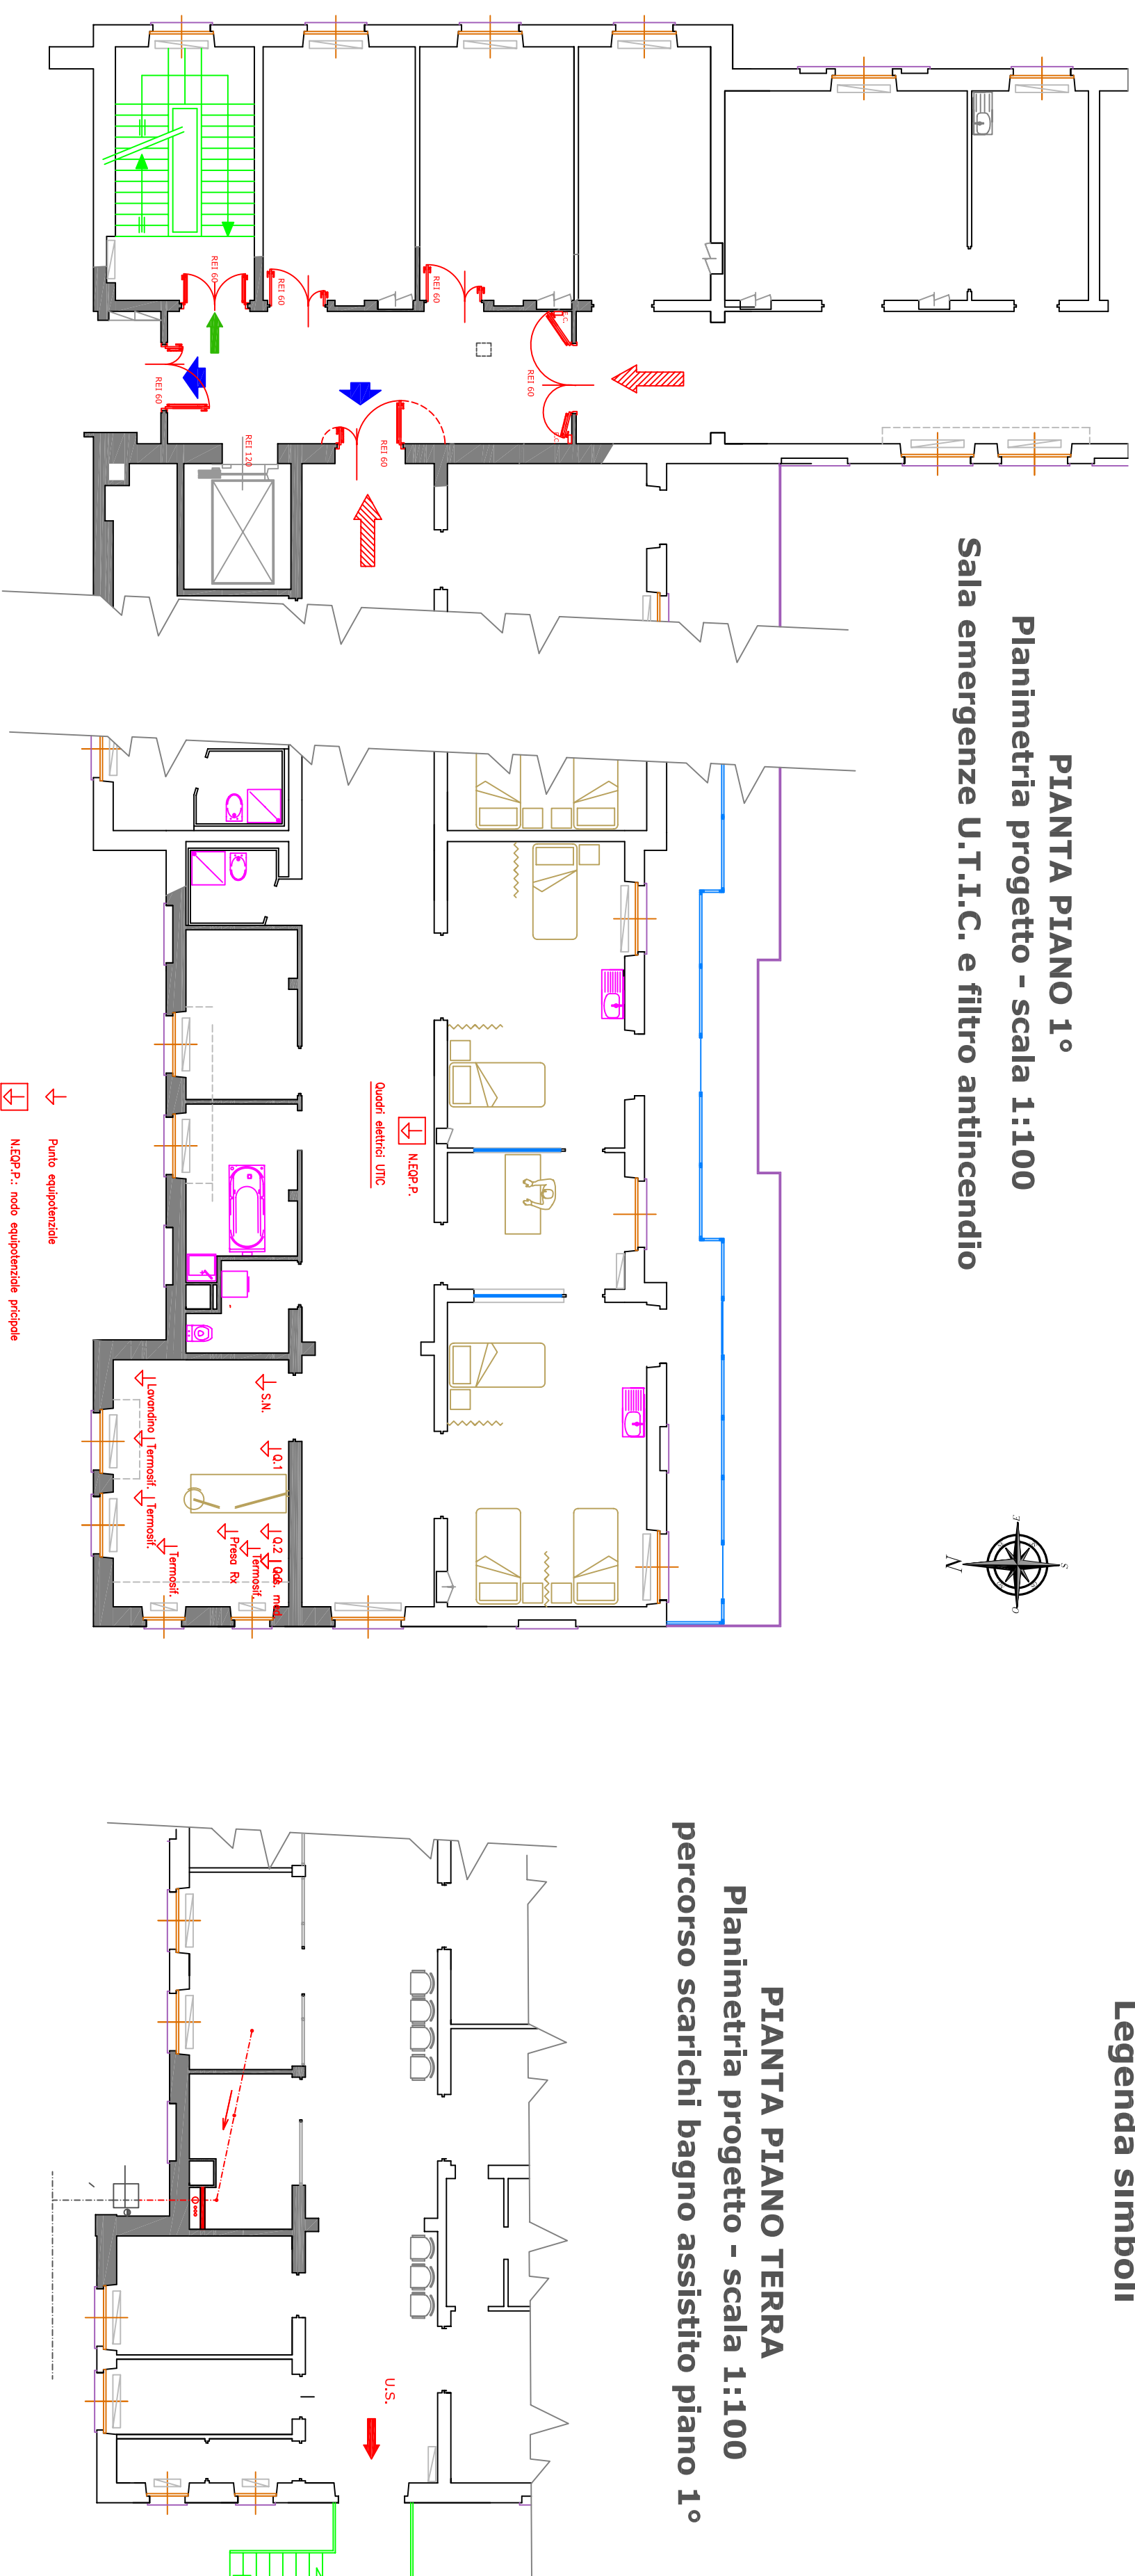 PIANTA PIANO 1°
Planimetria progetto - scala 1:100
Sala emergenze U.T.I.C. e filtro antincendio
REI 60
REI 60
REI 60
REI 60
REI 60
REI 60
REI 120
N.EQP.P.
Quadri elettrici UTIC
S.N.
Q.1
Q.2
Presa Rx
Termosif.
Lavandino
Termosif.
Termosif.
Termosif.
Punto equipotenziale
N.EQP.P.: nodo equipotenziale pricipale
N
S
E
O
PIANTA PIANO TERRA
Planimetria progetto - scala 1:100
percorso scarichi bagno assistito piano 1°
U.S.
Legenda simboli